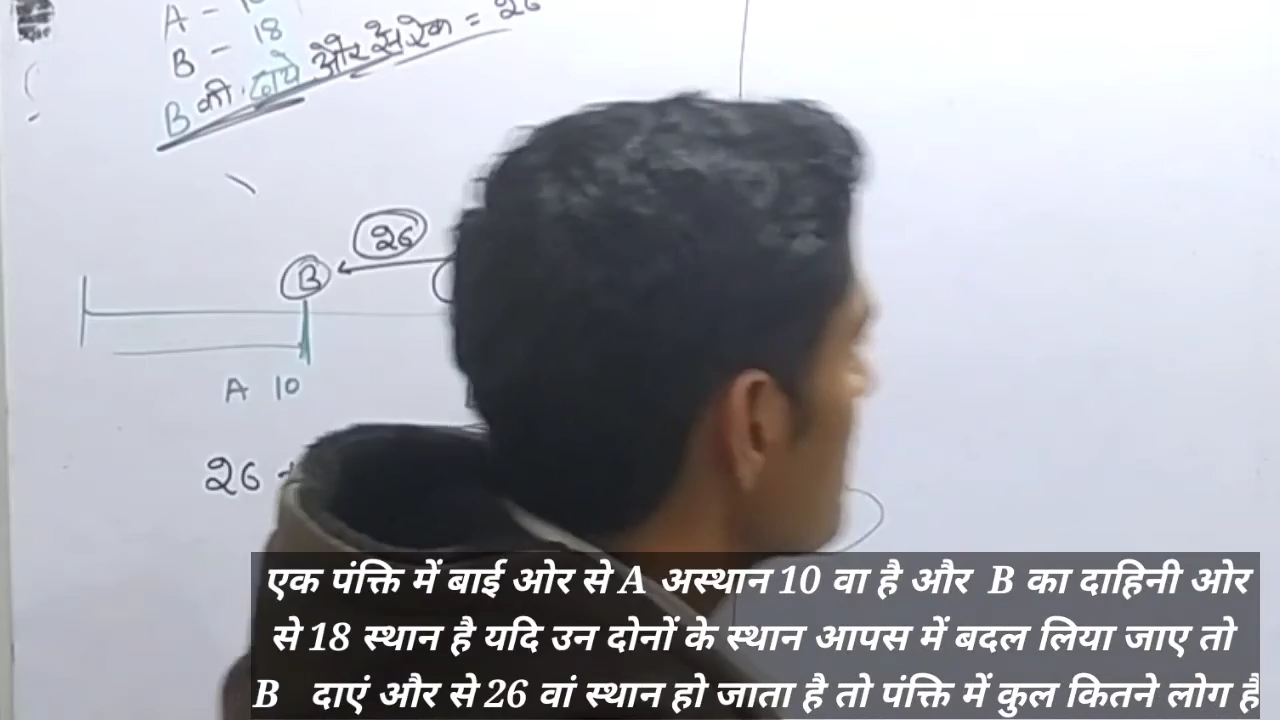 A - 10
B - 18
B की दाये और से रैंक = 26
26
B
A 10
26 +
एक पंक्ति में बाई ओर से A अस्थान 10 वा है और B का दाहिनी ओर
से 18 स्थान है यदि उन दोनों के स्थान आपस में बदल लिया जाए तो
B दाएं और से 26 वां स्थान हो जाता है तो पंक्ति में कुल कितने लोग है